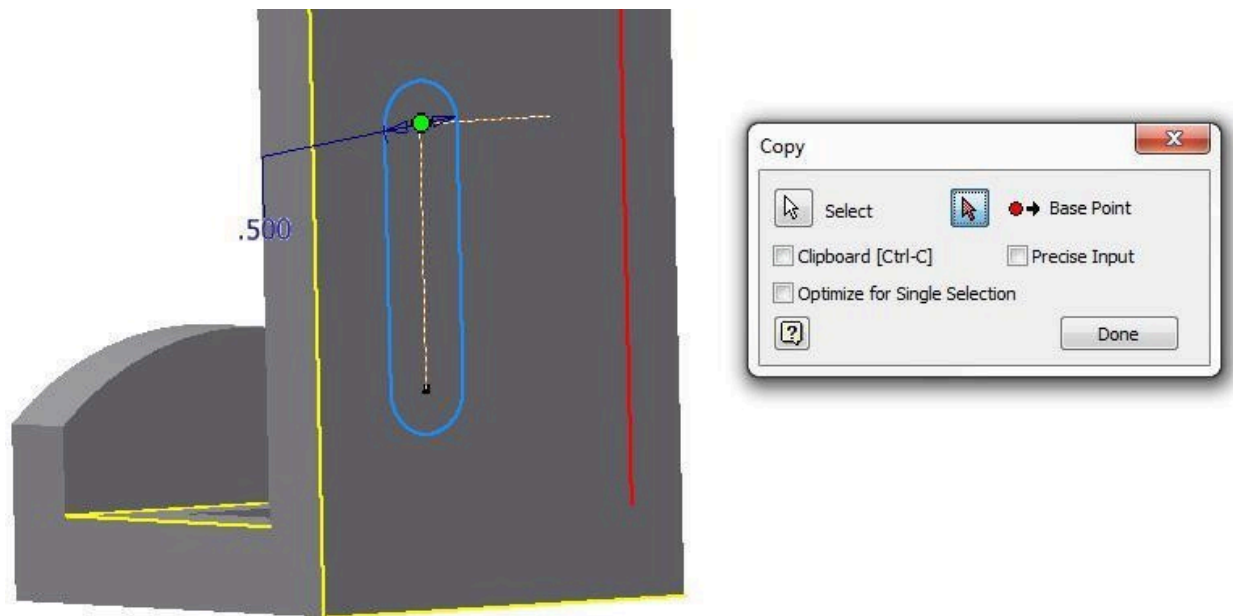 .500
Copy
Select
Base Point
Clipboard [Ctrl-C]
Precise Input
Optimize for Single Selection
?
Done